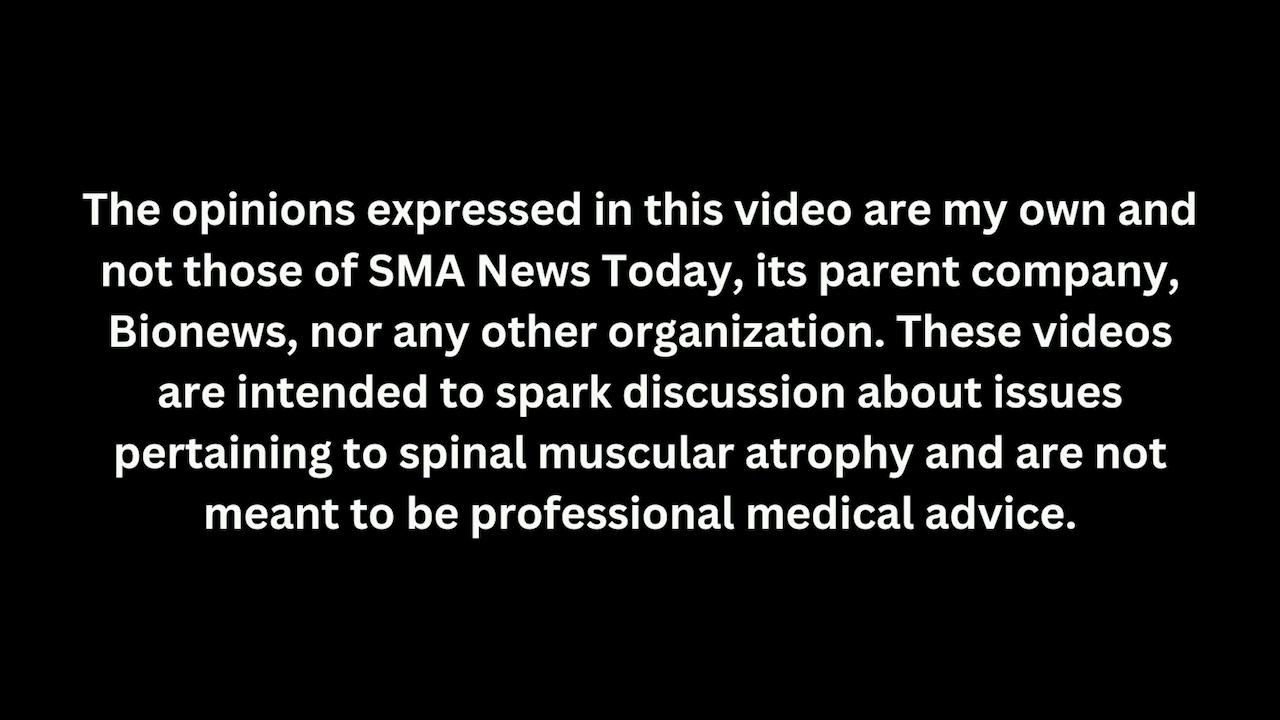 The opinions expressed in this video are my own and
not those of SMA News Today, its parent company,
Bionews, nor any other organization. These videos
are intended to spark discussion about issues
pertaining to spinal muscular atrophy and are not
meant to be professional medical advice.